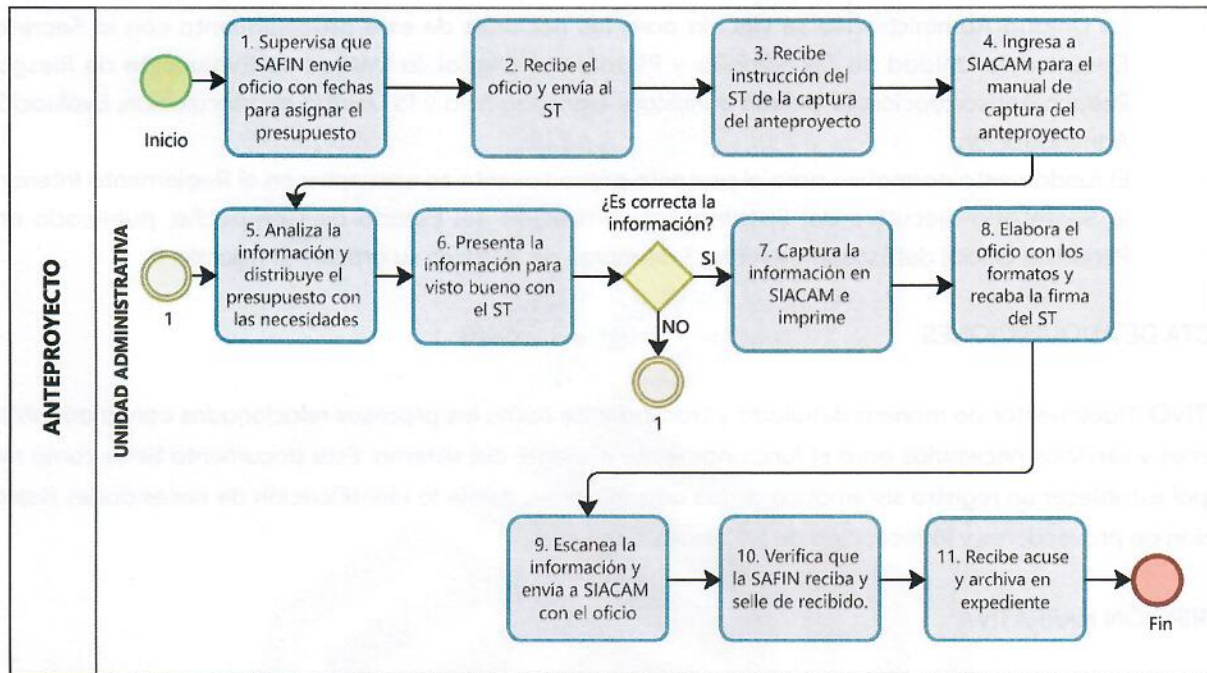 ANTEPROYECTO
UNIDAD ADMINISTRATIVA
Inicio
1. Supervisa que
SAFIN envíe
oficio con fechas
para asignar el
presupuesto
2. Recibe el
oficio y envía al
ST
3. Recibe
instrucción del
ST de la captura
del anteproyecto
4. Ingresa a
SIACAM para el
manual de
captura del
anteproyecto
1
5. Analiza la
información y
distribuye el
presupuesto con
las necesidades
6. Presenta la
información para
visto bueno con
el ST
¿Es correcta la
información?
SI
NO
1
7. Captura la
información en
SIACAM e
imprime
8. Elabora el
oficio con los
formatos y
recaba la firma
del ST
9. Escanea la
información y
envía a SIACAM
con el oficio
10. Verifica que
la SAFIN reciba y
selle de recibido.
11. Recibe acuse
y archiva en
expediente
Fin